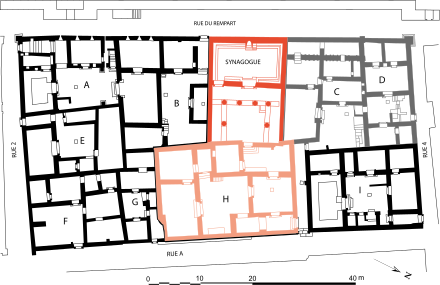 RUE DU REMPART
SYNAGOGUE
A
B
C
D
E
F
G
H
I
RUE 2
RUE 4
RUE A
0 10 20 40 m
N